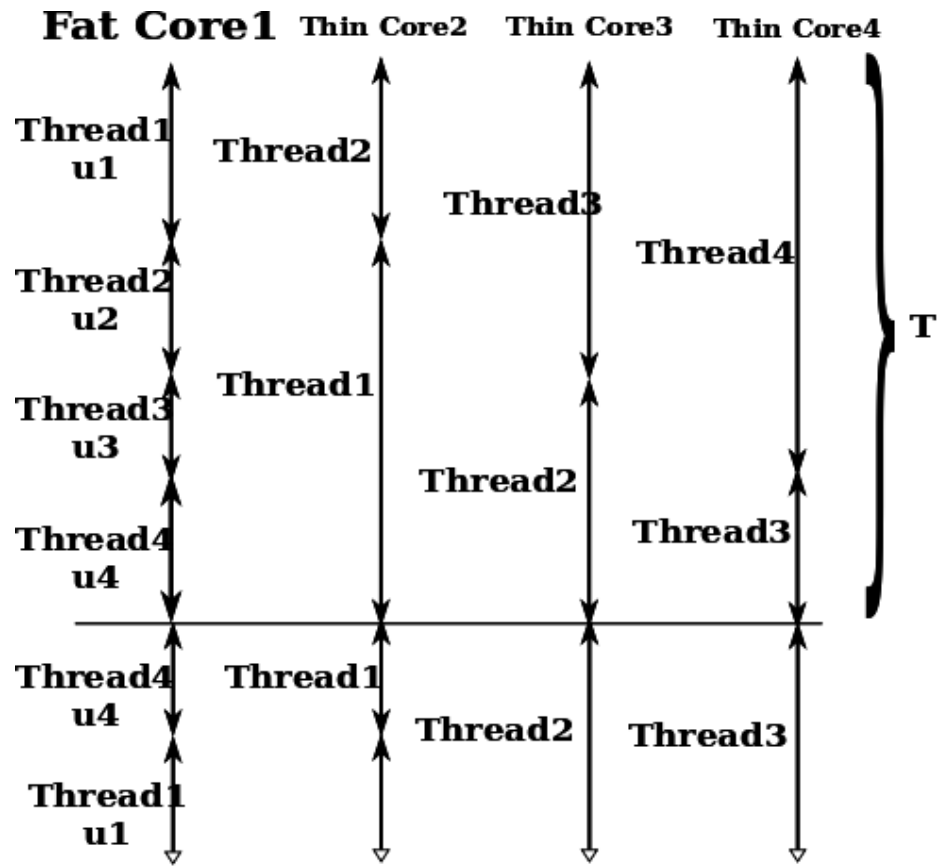 Fat Core1
Thin Core2
Thin Core3
Thin Core4
Thread1
u1
Thread2
Thread3
Thread4
Thread2
u2
T
Thread1
Thread3
u3
Thread2
Thread3
Thread4
u4
Thread4
u4
Thread1
Thread2
Thread3
Thread1
u1